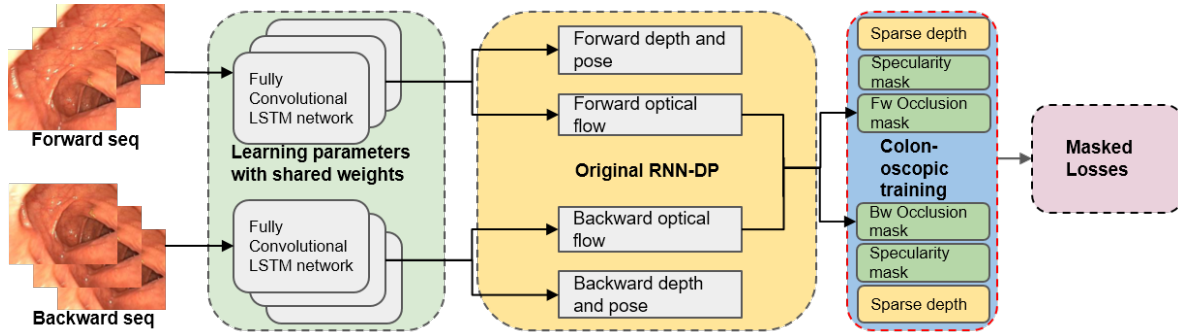 Forward seq
Backward seq
Fully
Convolutional
LSTM network
Learning parameters
with shared weights
Fully
Convolutional
LSTM network
Forward depth and
pose
Forward optical
flow
Original RNN-DP
Backward optical
flow
Backward depth
and pose
Sparse depth
Specularity
mask
Fw Occlusion
mask
Colon-
oscopic
training
Bw Occlusion
mask
Specularity
mask
Sparse depth
Masked
Losses